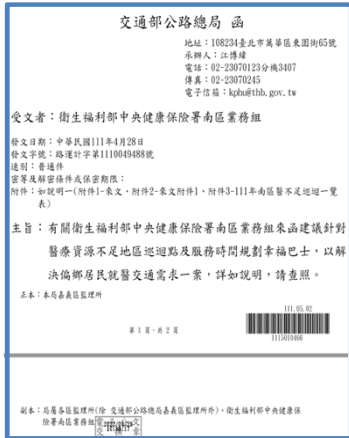 交通部公路總局 函
地址：108234臺北市萬華區東園街65號
承辦人：江博緯
電話：02-23070123分機3407
傳真：02-23070245
電子信箱：kphu@thb.gov.tw
受文者：衛生福利部中央健康保險署南區業務組
發文日期：中華民國111年4月28日
發文字號：路運計字第1110049488號
速別：普通件
密等及解密條件或保密期限：
附件：如說明一(附件1-來文、附件2-來文附件1、附件3-111年南區醫不足巡迴一覽
表)
主旨：有關衛生福利部中央健康保險署南區業務組來函建議針對
醫療資源不足地區巡迴點及服務時間規劃幸福巴士，以解
決偏鄉居民就醫交通需求一案，詳如說明，請查照。
正本：本局嘉義區監理所
111.05.02
第 1 頁，共 2 頁
1115010466
副本：局屬各區監理所(除 交通部公路總局嘉義區監理所外)、衛生福利部中央健康保
險署南區業務組